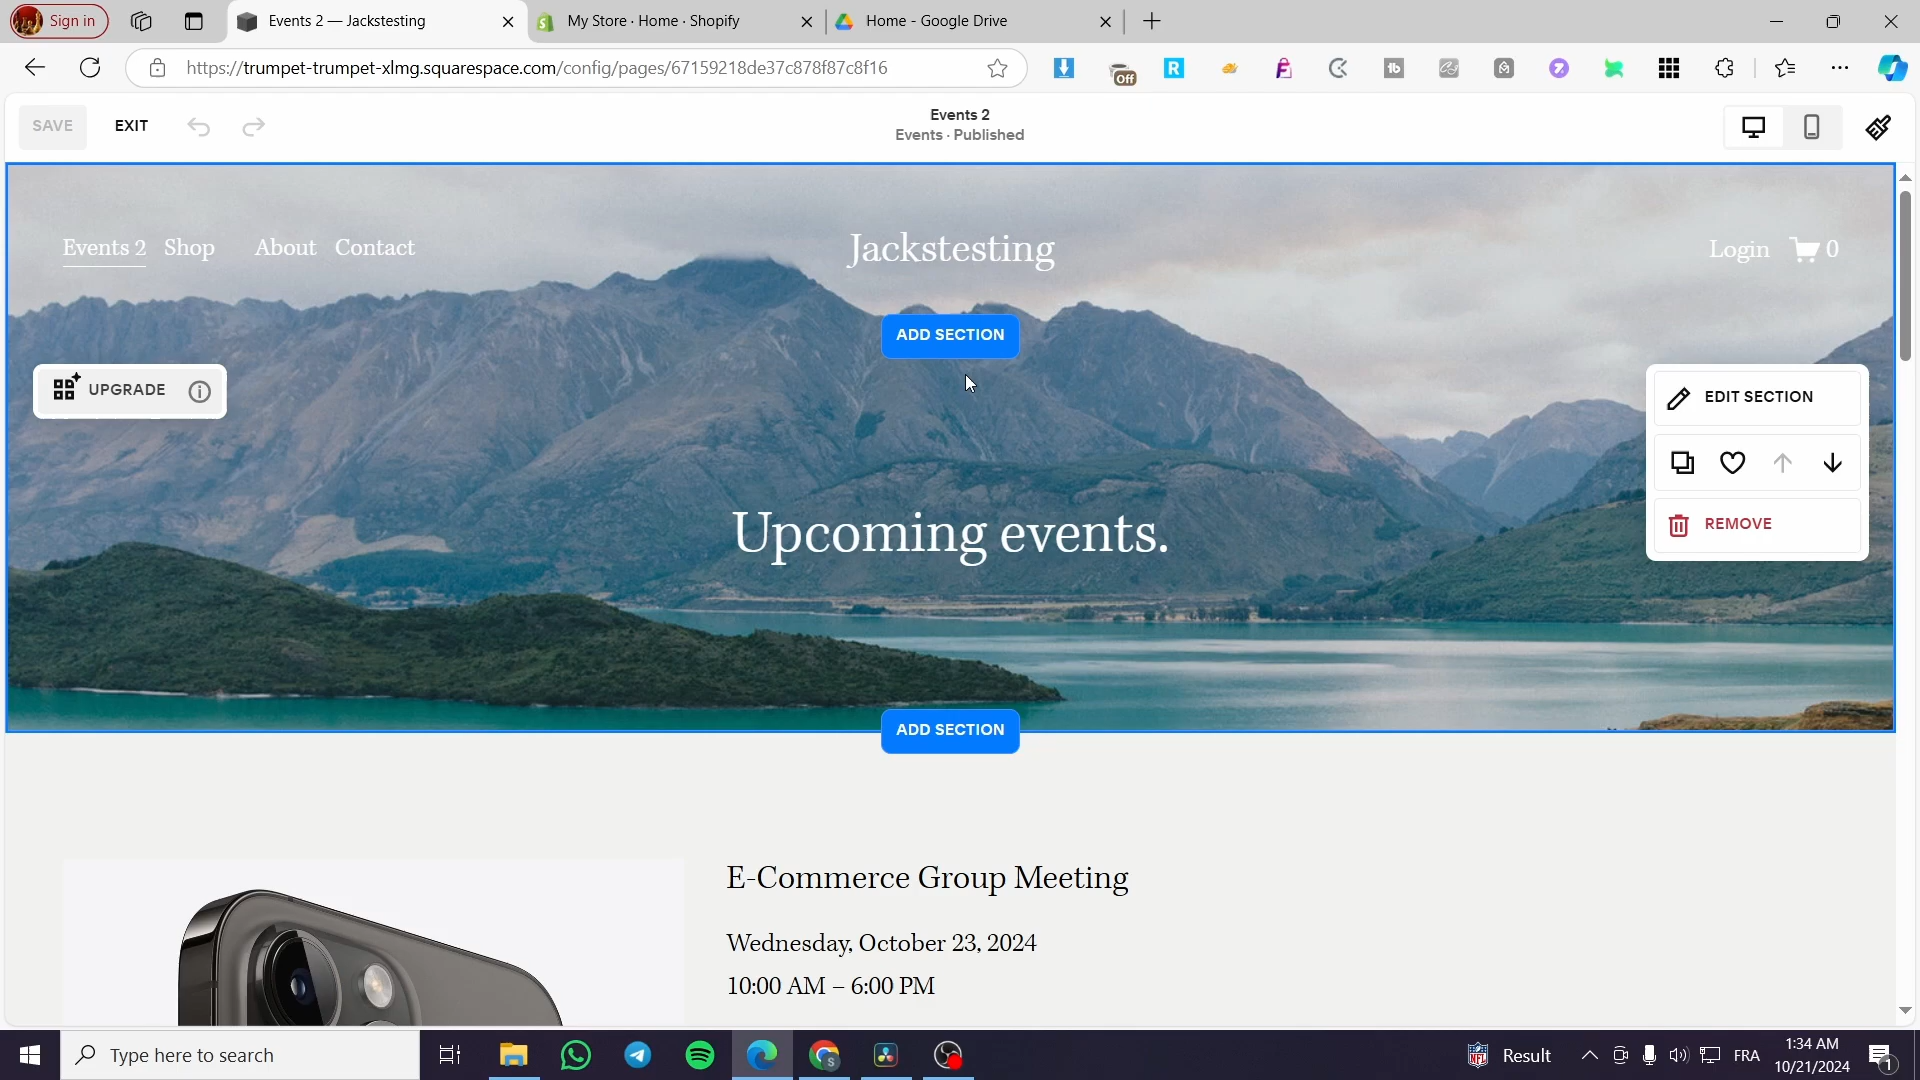 Sign in
Events 2 — Jackstesting
My Store · Home · Shopify
Home - Google Drive
https://trumpet-trumpet-xlmg.squarespace.com/config/pages/67159218de37c878f87c8f16
Off
SAVE
EXIT
Events 2
Events · Published
Events 2
Shop
About
Contact
Jackstesting
Login
0
ADD SECTION
UPGRADE
EDIT SECTION
REMOVE
Upcoming events.
ADD SECTION
E-Commerce Group Meeting
Wednesday, October 23, 2024
10:00 AM – 6:00 PM
Type here to search
Result
FRA
1:34 AM
10/21/2024
1